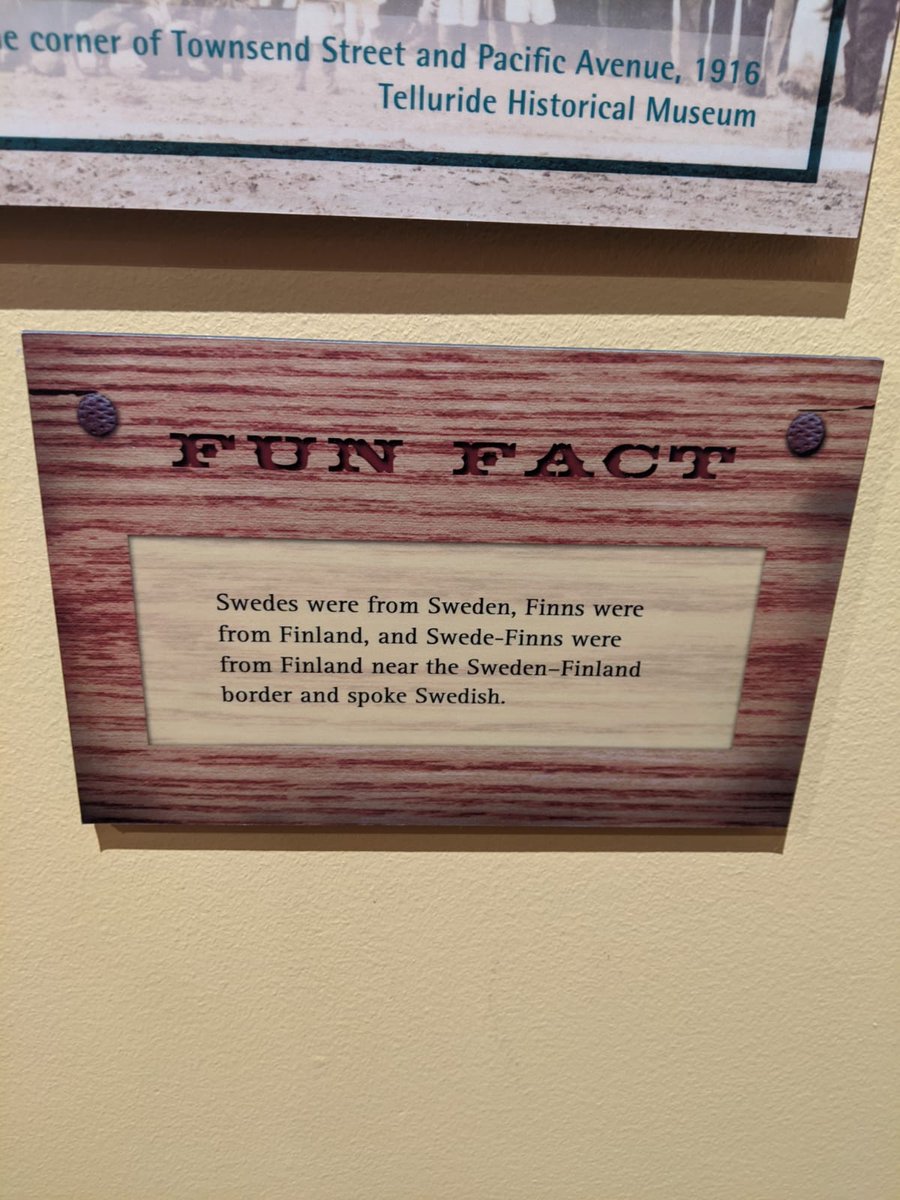 corner of Townsend Street and Pacific Avenue, 1916
Telluride Historical Museum
FUN FACT
Swedes were from Sweden, Finns were
from Finland, and Swede-Finns were
from Finland near the Sweden–Finland
border and spoke Swedish.